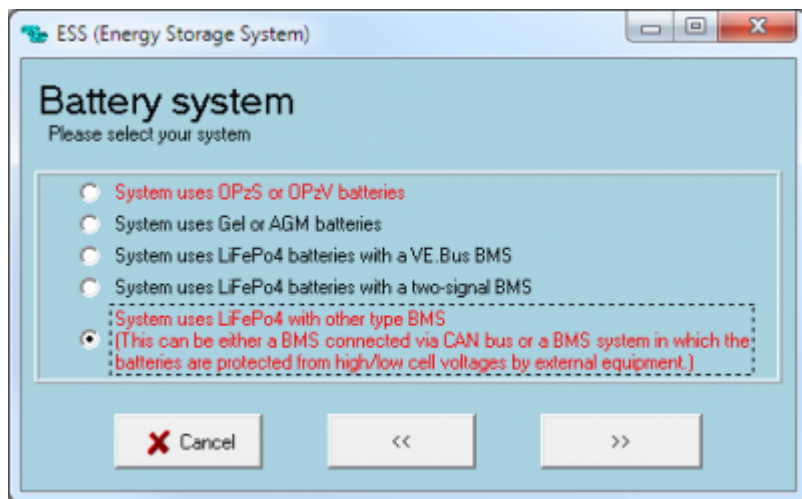 ESS (Energy Storage System)
Battery system
Please select your system
System uses OPzS or OPzV batteries
System uses Gel or AGM batteries
System uses LiFePo4 batteries with a VE.Bus BMS
System uses LiFePo4 batteries with a two-signal BMS
System uses LiFePo4 with other type BMS
(This can be either a BMS connected via CAN bus or a BMS system in which the
batteries are protected from high/low cell voltages by external equipment.)
Cancel << >>